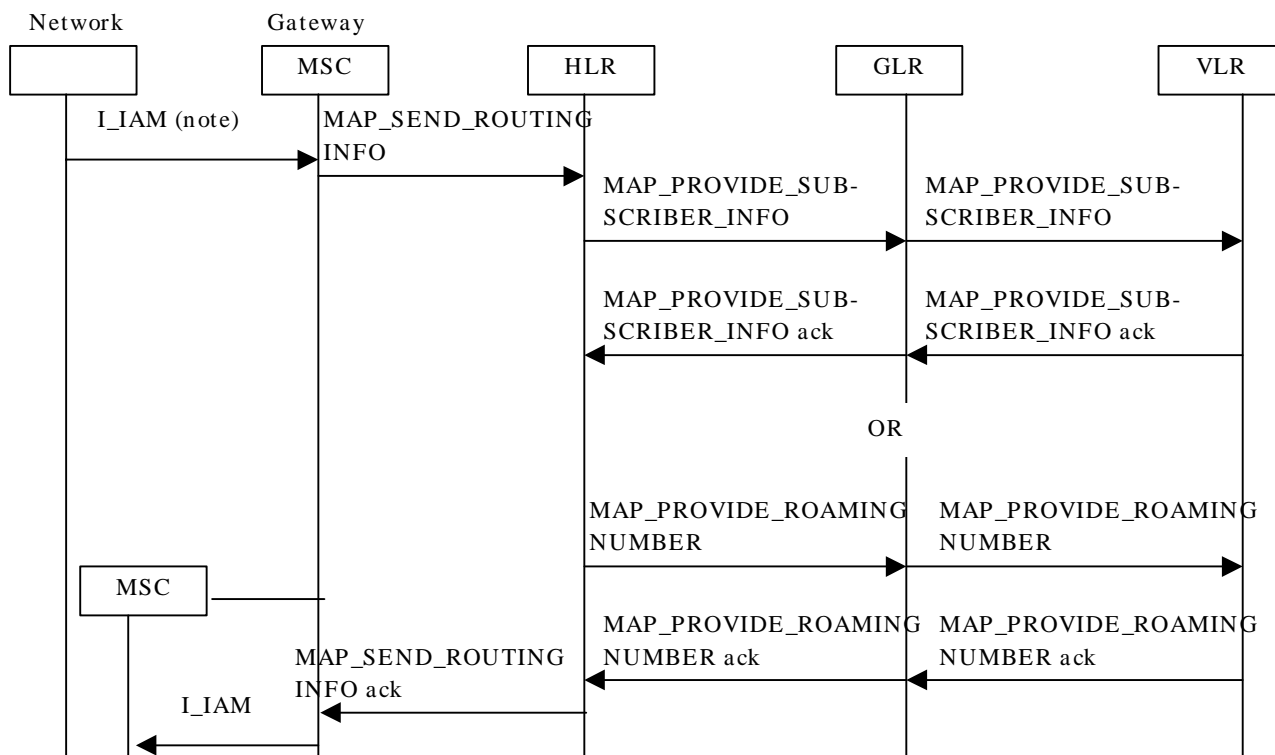 Network
Gateway
MSC
HLR
GLR
VLR
I_IAM (note)
MAP_SEND_ROUTING
INFO
MAP_PROVIDE_SUB-
SCRIBER_INFO
MAP_PROVIDE_SUB-
SCRIBER_INFO
MAP_PROVIDE_SUB-
SCRIBER_INFO ack
MAP_PROVIDE_SUB-
SCRIBER_INFO ack
OR
MAP_PROVIDE_ROAMING
NUMBER
MAP_PROVIDE_ROAMING
NUMBER
MSC
MAP_PROVIDE_ROAMING
NUMBER ack
MAP_PROVIDE_ROAMING
NUMBER ack
MAP_SEND_ROUTING
INFO ack
I_IAM